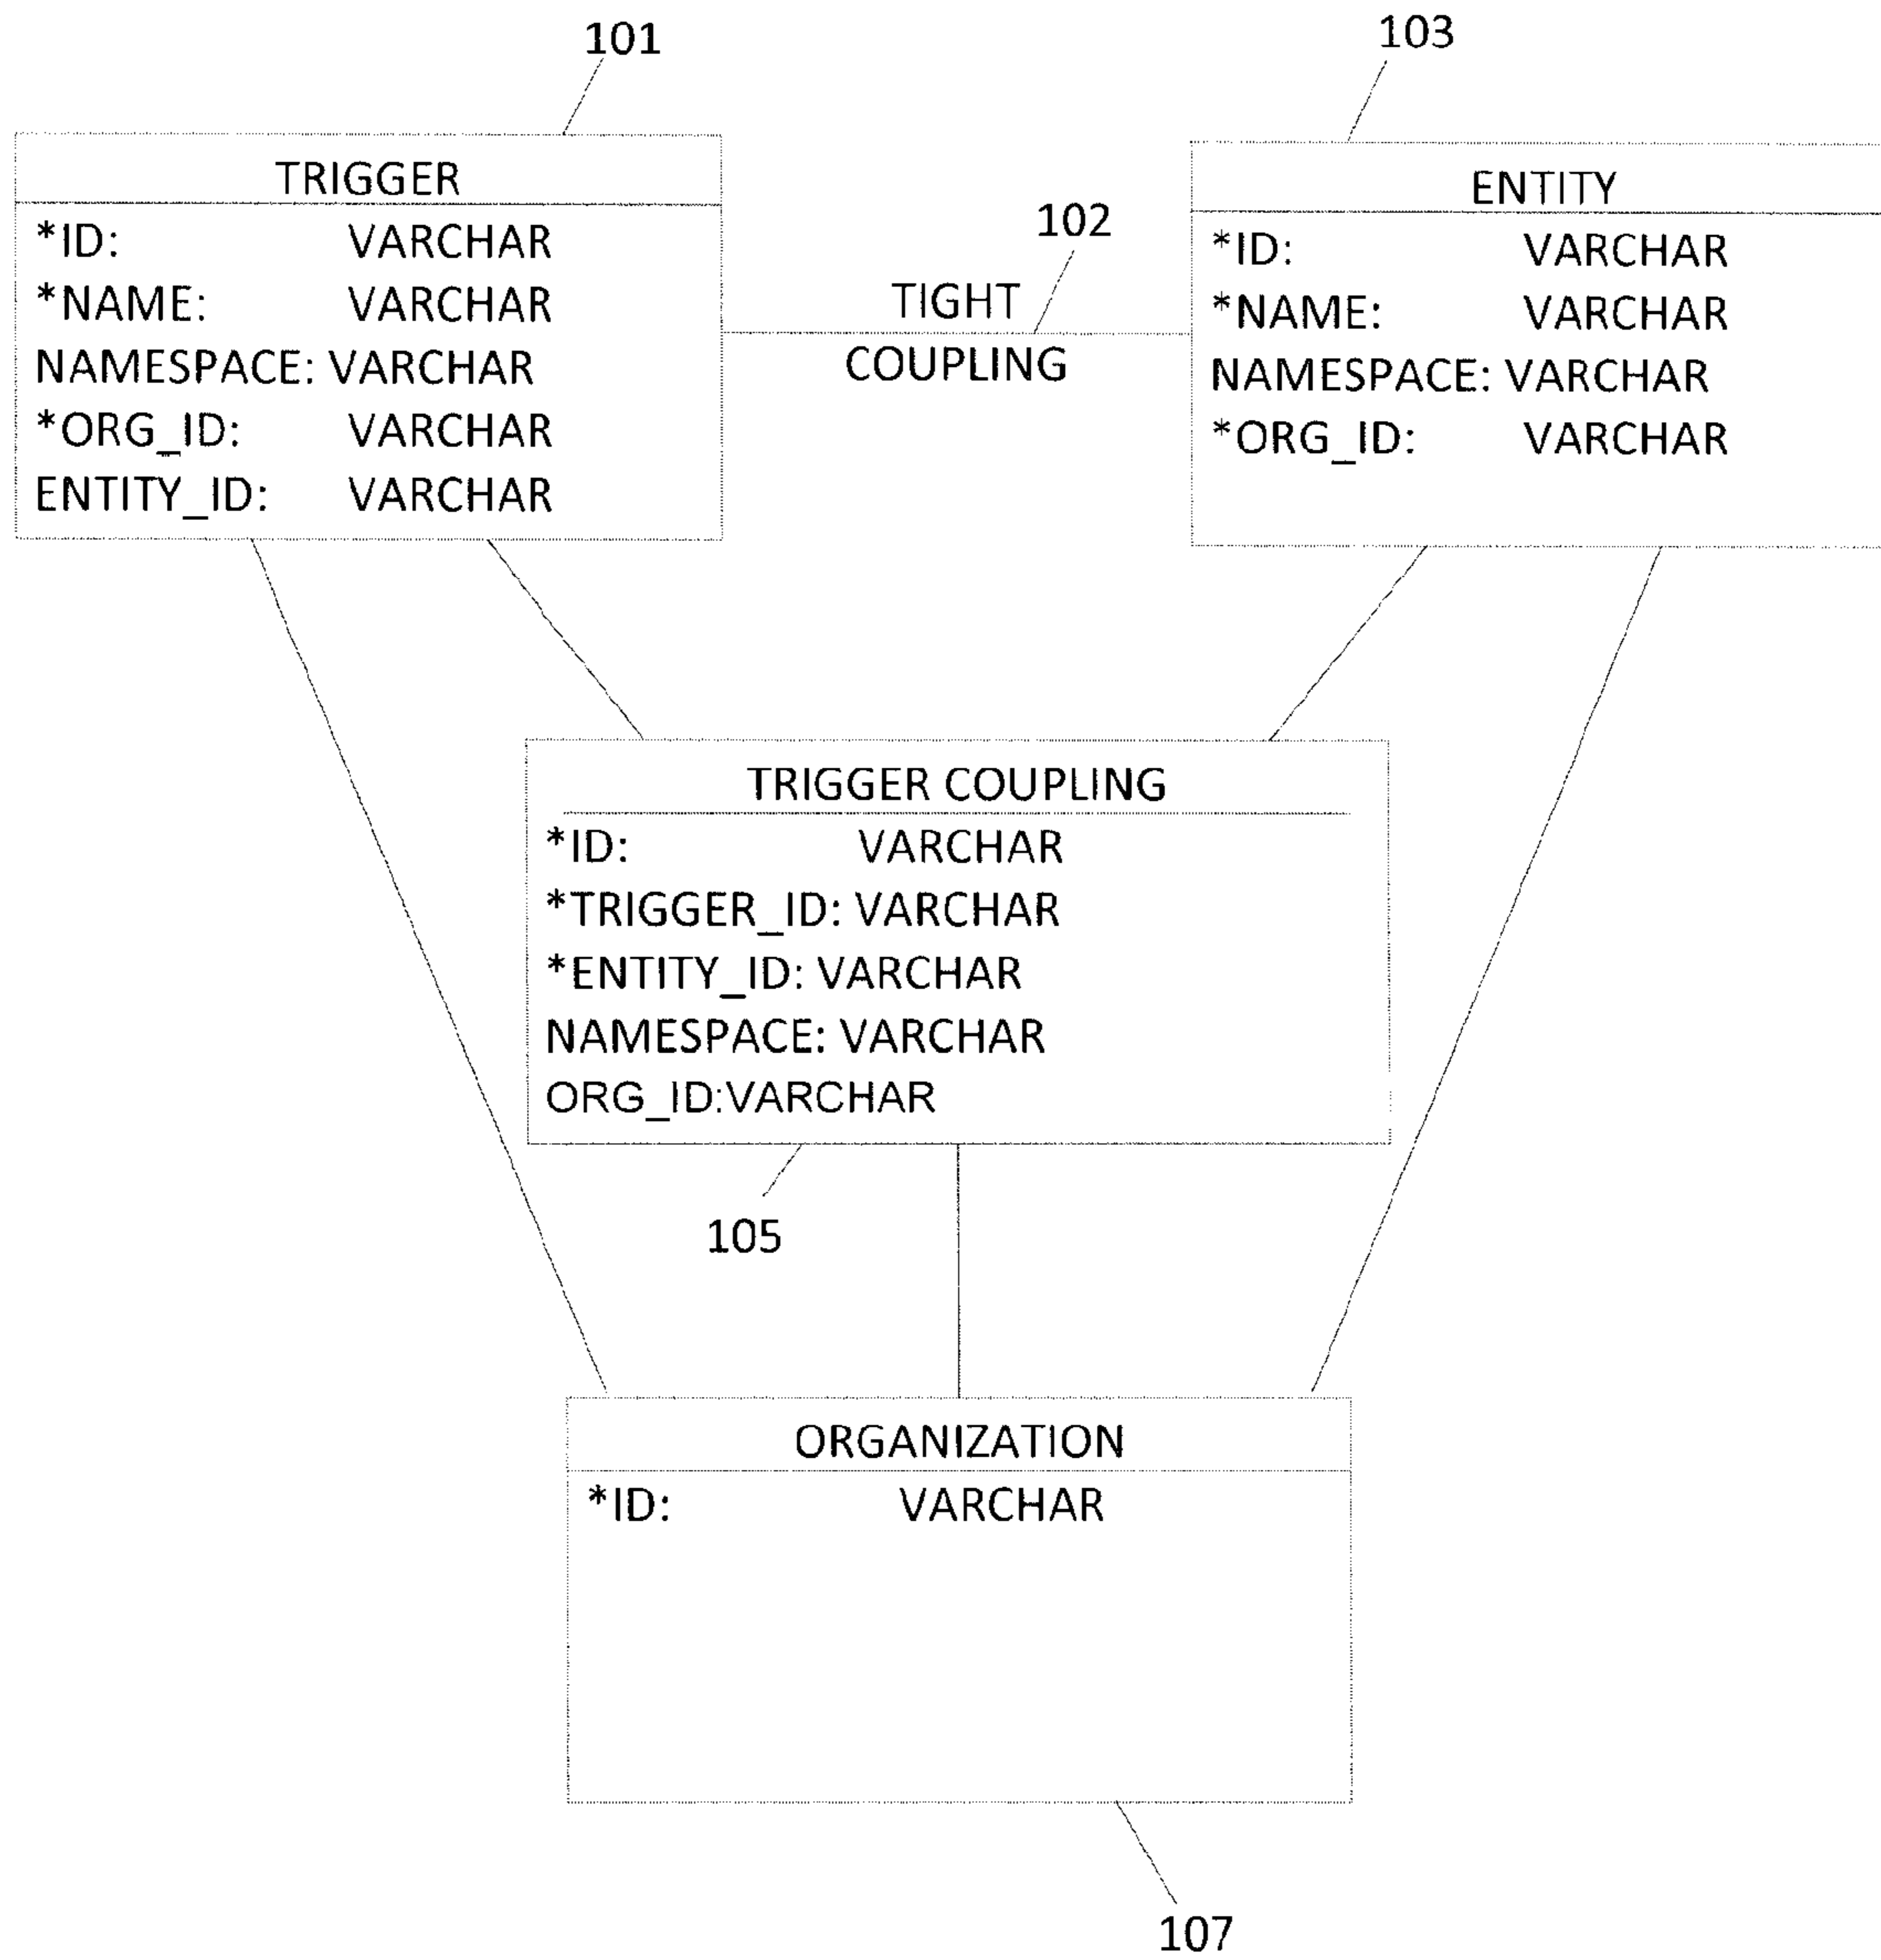 101
103
TRIGGER
*ID: VARCHAR
*NAME: VARCHAR
NAMESPACE: VARCHAR
*ORG_ID: VARCHAR
ENTITY_ID: VARCHAR
102
TIGHT
COUPLING
ENTITY
*ID: VARCHAR
*NAME: VARCHAR
NAMESPACE: VARCHAR
*ORG_ID: VARCHAR
TRIGGER COUPLING
*ID: VARCHAR
*TRIGGER_ID: VARCHAR
*ENTITY_ID: VARCHAR
NAMESPACE: VARCHAR
ORG_ID:VARCHAR
105
ORGANIZATION
*ID: VARCHAR
107